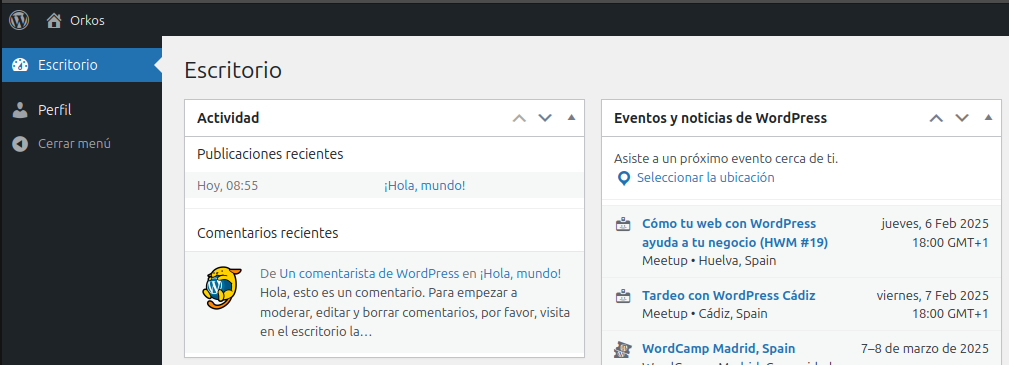 Orkos
Escritorio
Perfil
Cerrar menú
Escritorio
Actividad
Publicaciones recientes
Hoy, 08:55 ¡Hola, mundo!
Comentarios recientes
De Un comentarista de WordPress en ¡Hola, mundo!
Hola, esto es un comentario. Para empezar a
moderar, editar y borrar comentarios, por favor, visita
en el escritorio la…
Eventos y noticias de WordPress
Asiste a un próximo evento cerca de ti.
Seleccionar la ubicación
Cómo tu web con WordPress
ayuda a tu negocio (HWM #19)
Meetup • Huelva, Spain
jueves, 6 Feb 2025
18:00 GMT+1
Tardeo con WordPress Cádiz
Meetup • Cádiz, Spain
viernes, 7 Feb 2025
18:00 GMT+1
WordCamp Madrid, Spain
7–8 de marzo de 2025